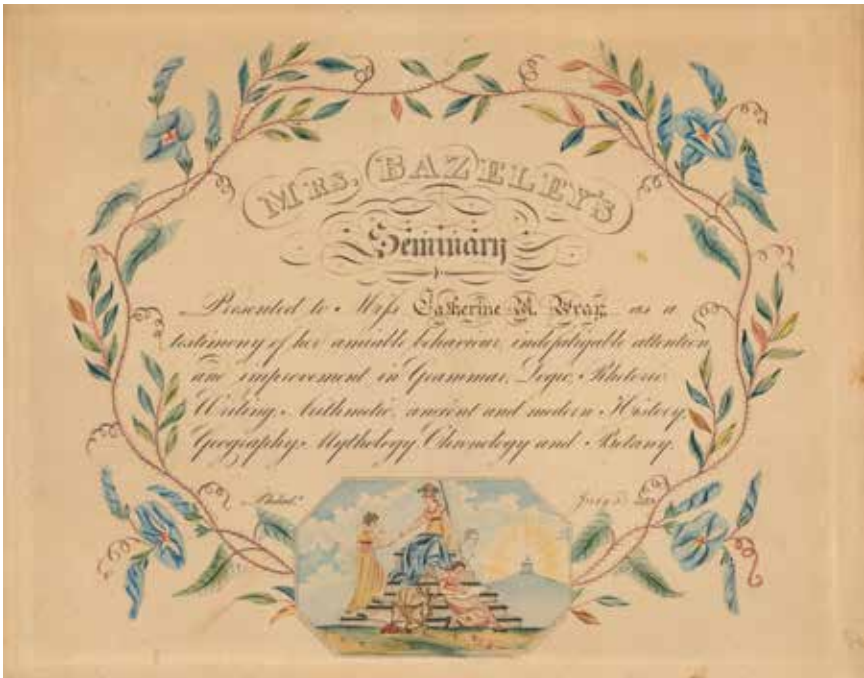 MRS. BAZELEY'S
Seminary
Presented to Miss Catherine M. Wray as a
testimony of her amiable behaviour, indefatigable attention
and improvement in Grammar, Logic, Rhetoric
Writing, Arithmetic, ancient and modern History,
Geography, Mythology Chronology and Botany.
Philad.ª